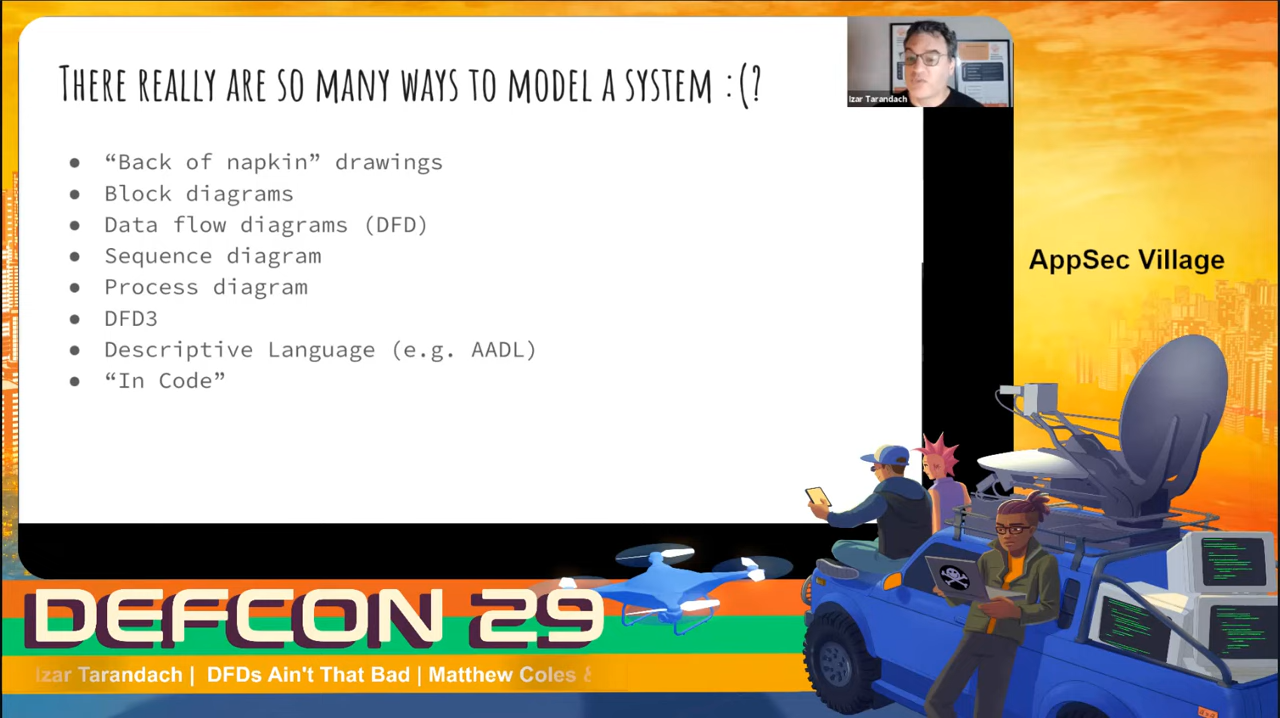 THERE REALLY ARE SO MANY WAYS TO MODEL A SYSTEM :(?
Izar Tarandach
● “Back of napkin” drawings
● Block diagrams
● Data flow diagrams (DFD)
● Sequence diagram
● Process diagram
● DFD3
● Descriptive Language (e.g. AADL)
● “In Code”
AppSec Village
DEFCON 29
Izar Tarandach | DFDs Ain't That Bad | Matthew Coles &